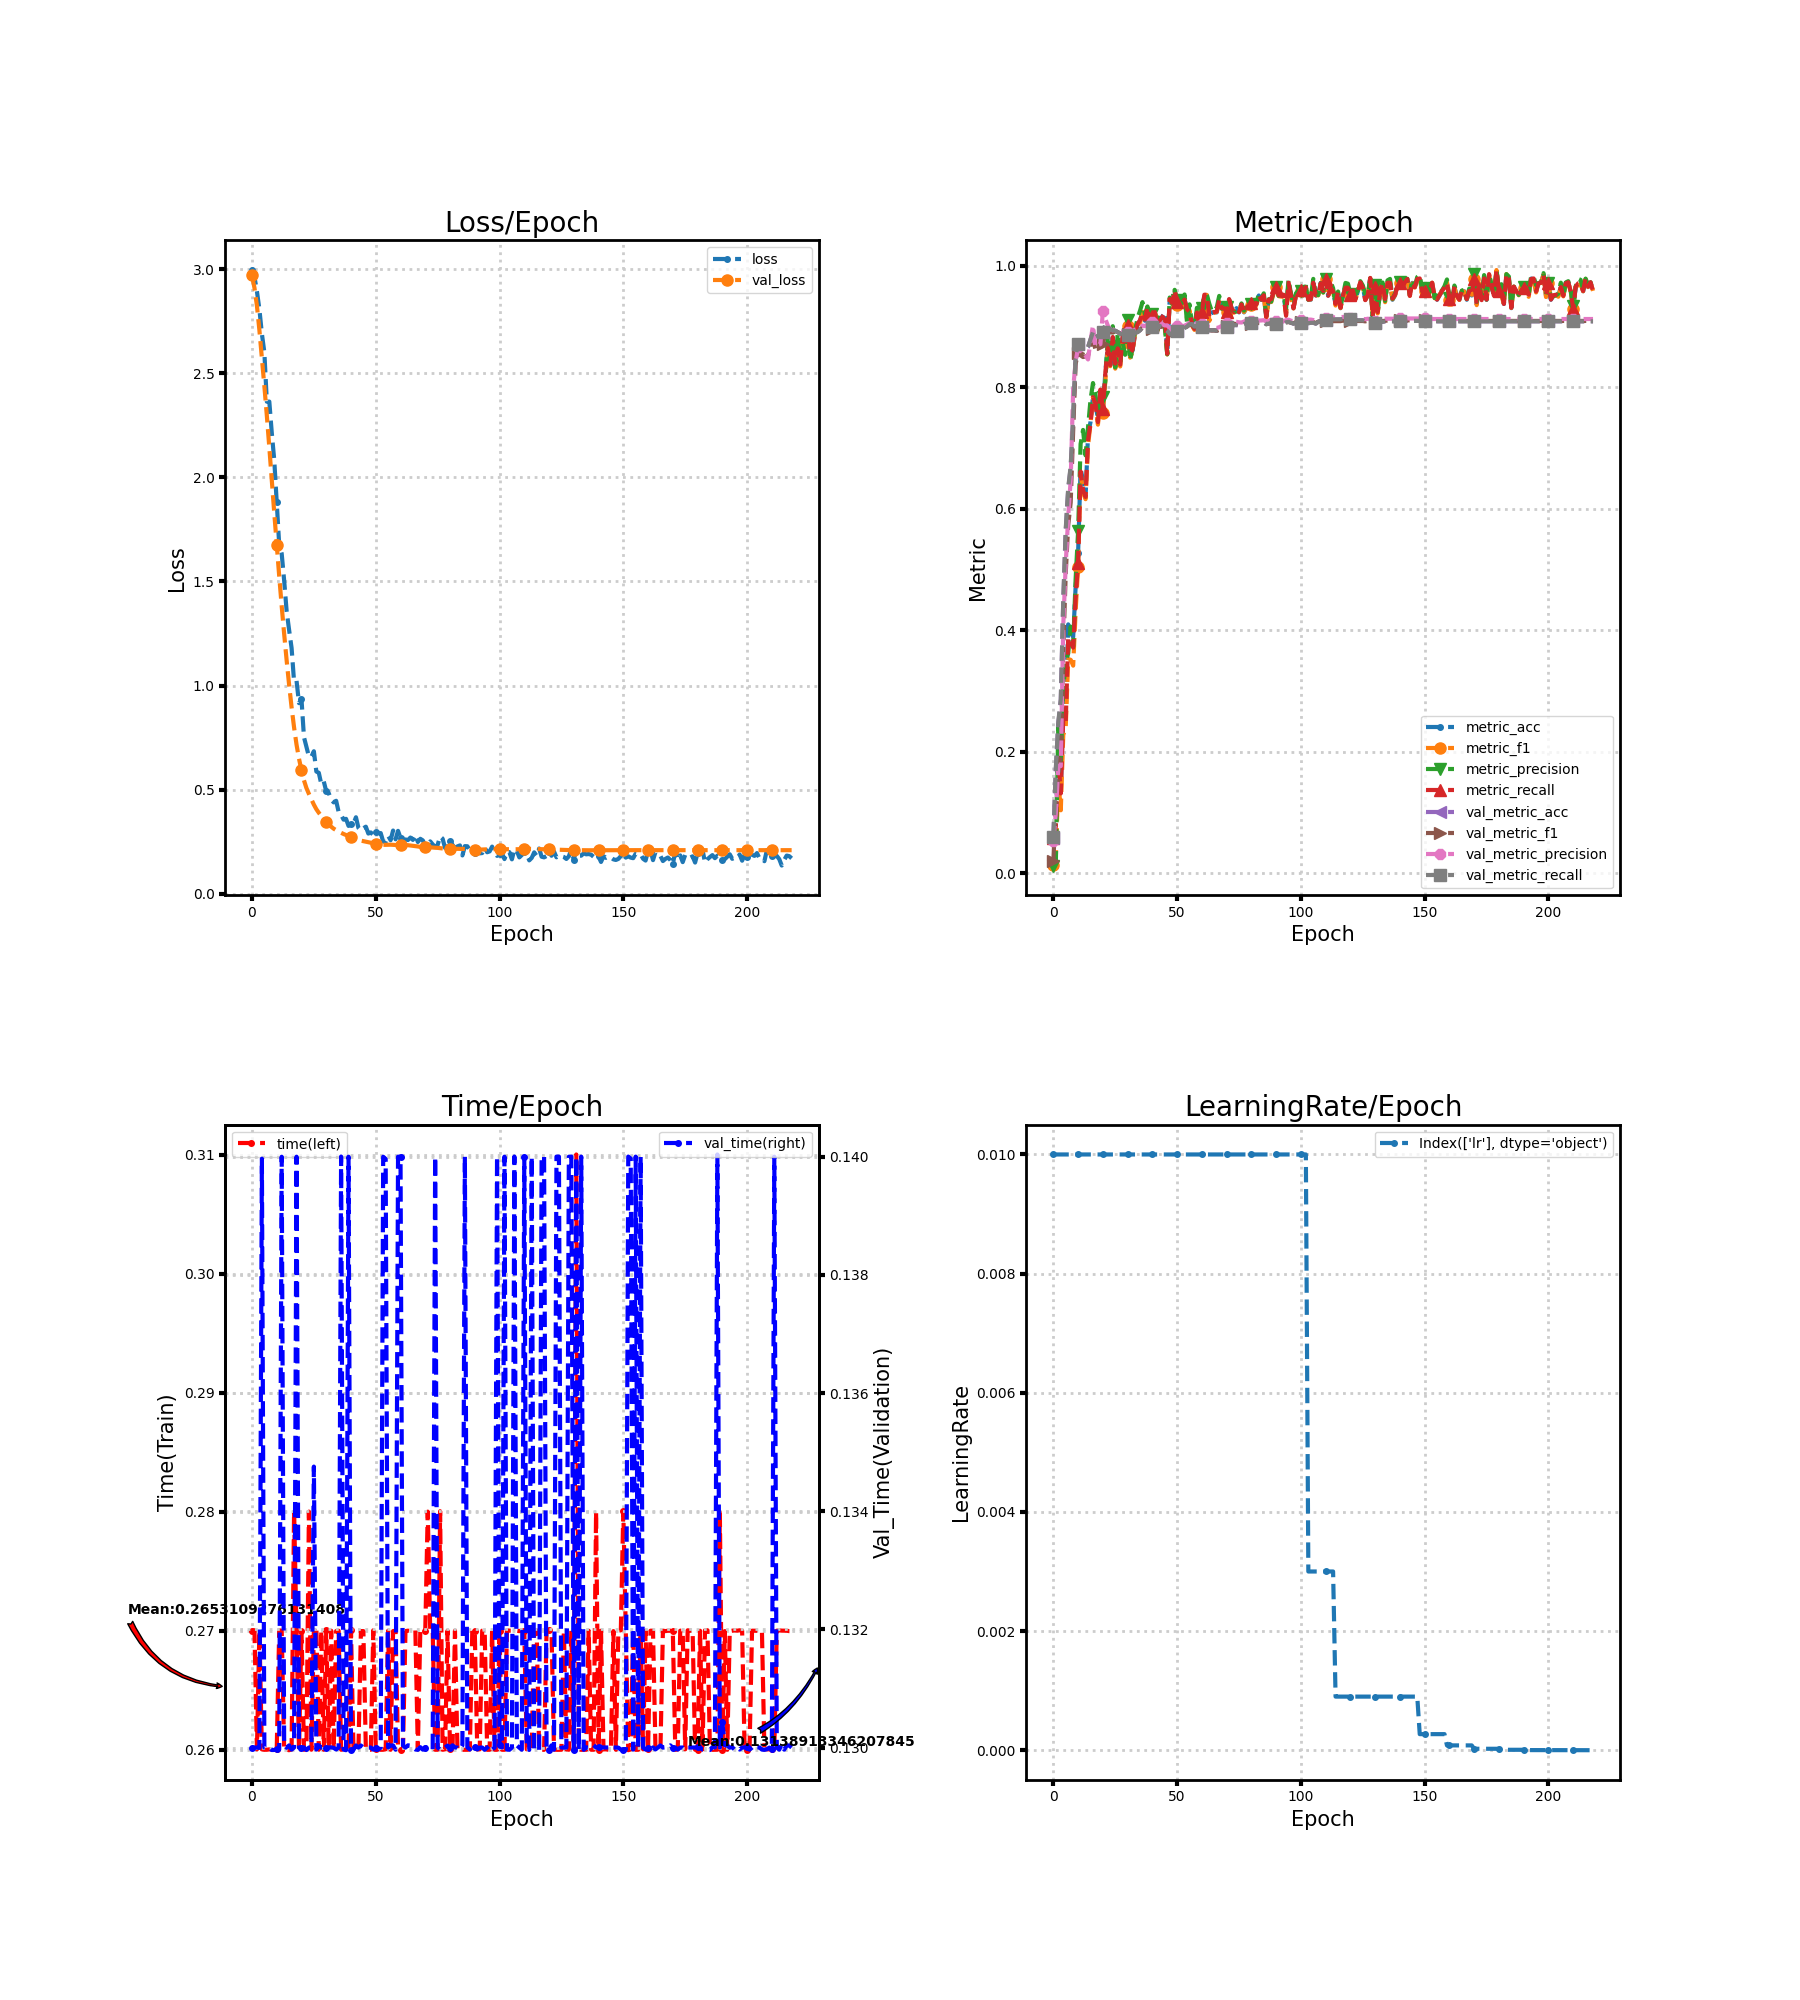 Loss/Epoch
3.0
2.5
2.0
1.5
1.0
0.5
0.0
Loss
loss
val_loss
0 50 100 150 200
Epoch
Metric/Epoch
1.0
0.8
0.6
0.4
0.2
0.0
Metric
metric_acc
metric_f1
metric_precision
metric_recall
val_metric_acc
val_metric_f1
val_metric_precision
val_metric_recall
0 50 100 150 200
Epoch
Time/Epoch
0.31
0.30
0.29
0.28
0.27
0.26
Time(Train)
time(left)
val_time(right)
0.140
0.138
0.136
0.134
0.132
0.130
Val_Time(Validation)
Mean:0.13138913346207845
0 50 100 150 200
Epoch
LearningRate/Epoch
0.010
0.008
0.006
0.004
0.002
0.000
LearningRate
Index(['lr'], dtype='object')
0 50 100 150 200
Epoch